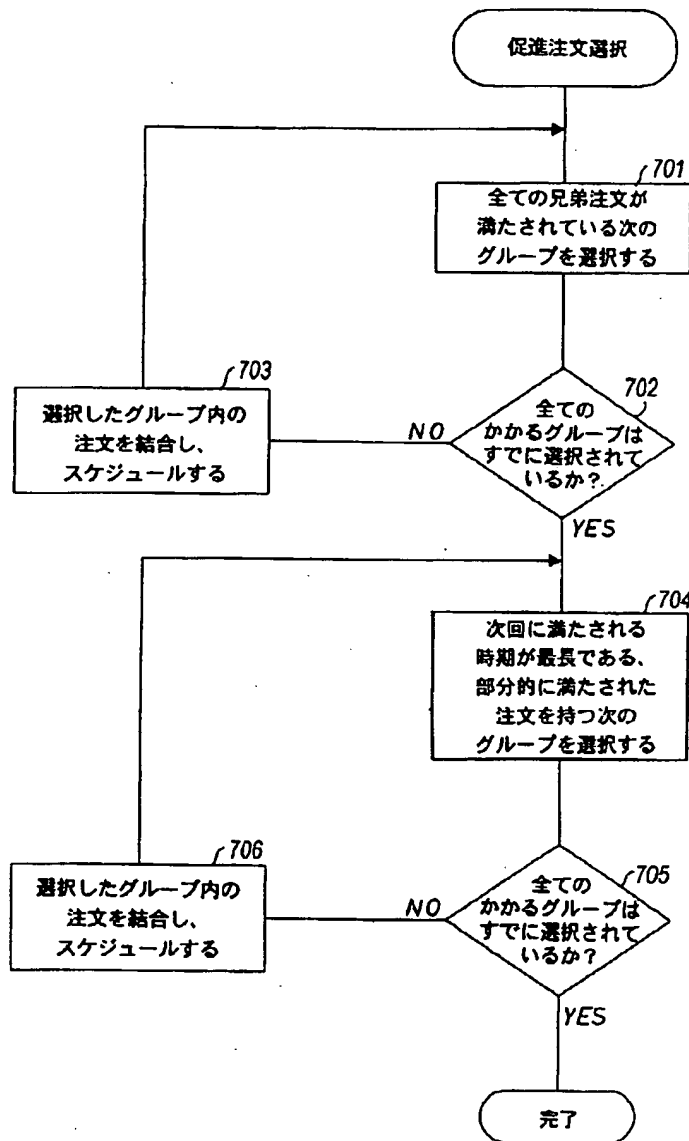 促進注文選択
701
全ての兄弟注文が
満たされている次の
グループを選択する
703
選択したグループ内の
注文を結合し、
スケジュールする
NO
702
全ての
かかるグループは
すでに選択されて
いるか?
YES
704
次回に満たされる
時期が最長である、
部分的に満たされた
注文を持つ次の
グループを選択する
706
選択したグループ内の
注文を結合し、
スケジュールする
NO
705
全ての
かかるグループは
すでに選択されて
いるか?
YES
完了